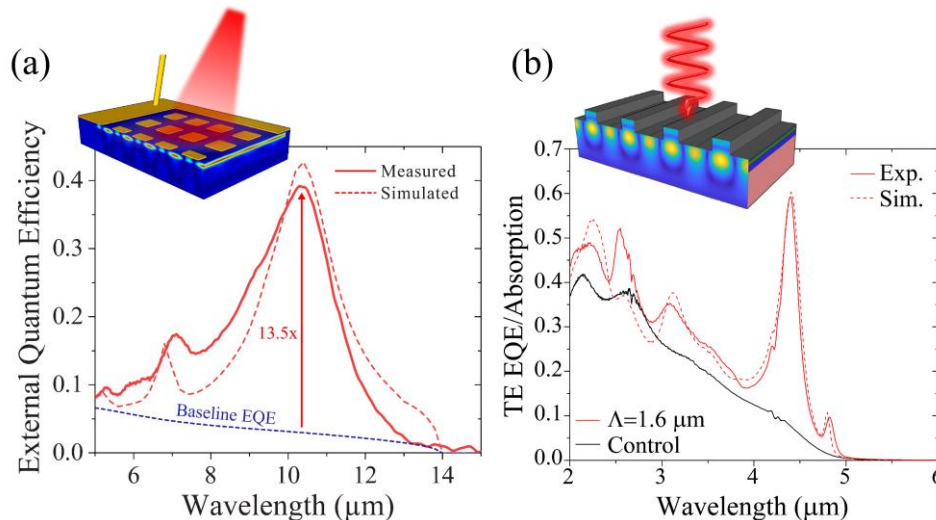 (a)
External Quantum Efficiency
0.4
0.3
0.2
0.1
0.0
Measured
Simulated
13.5x
Baseline EQE
6
8
10
12
14
Wavelength (μm)
(b)
TE EQE/Absorption
0.7
0.6
0.5
0.4
0.3
0.2
0.1
0.0
Exp.
Sim.
Λ=1.6 μm
Control
2
3
4
5
6
Wavelength (μm)